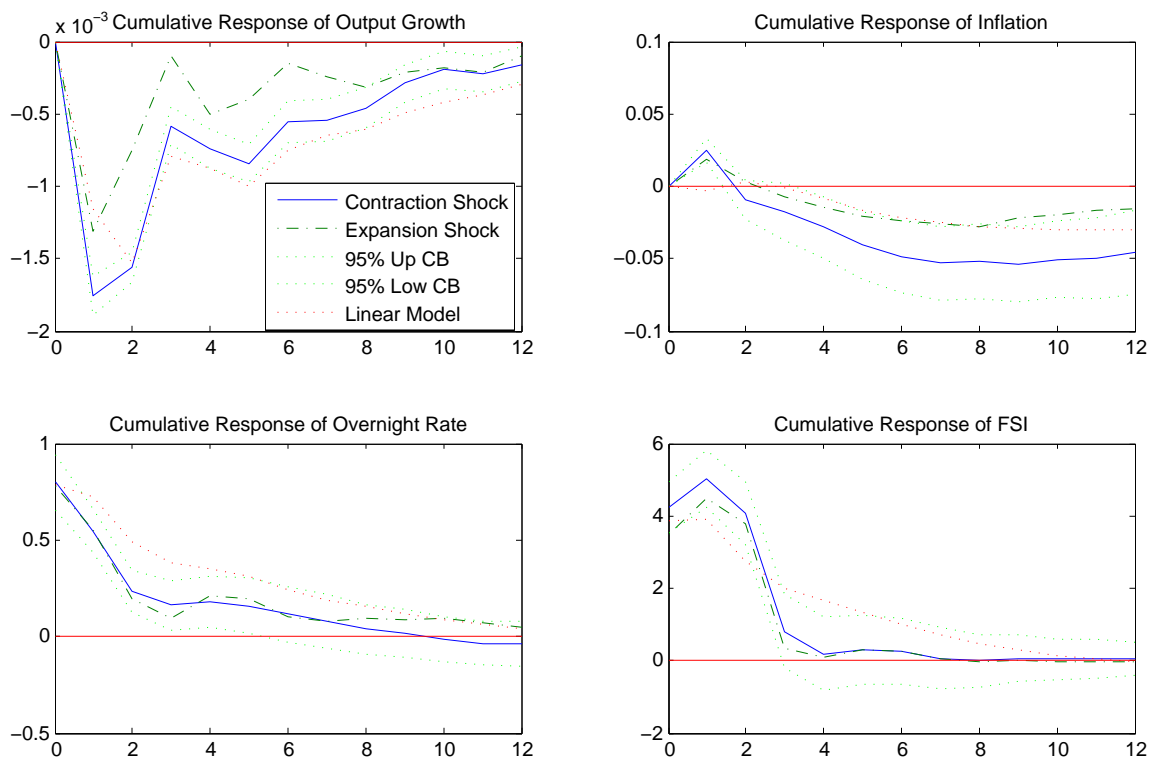 x 10⁻³ Cumulative Response of Output Growth
0
−0.5
−1
−1.5
−2
0 2 4 6 8 10 12
Contraction Shock
Expansion Shock
95% Up CB
95% Low CB
Linear Model
Cumulative Response of Inflation
0.1
0.05
0
−0.05
−0.1
0 2 4 6 8 10 12
Cumulative Response of Overnight Rate
1
0.5
0
−0.5
0 2 4 6 8 10 12
Cumulative Response of FSI
6
4
2
0
−2
0 2 4 6 8 10 12